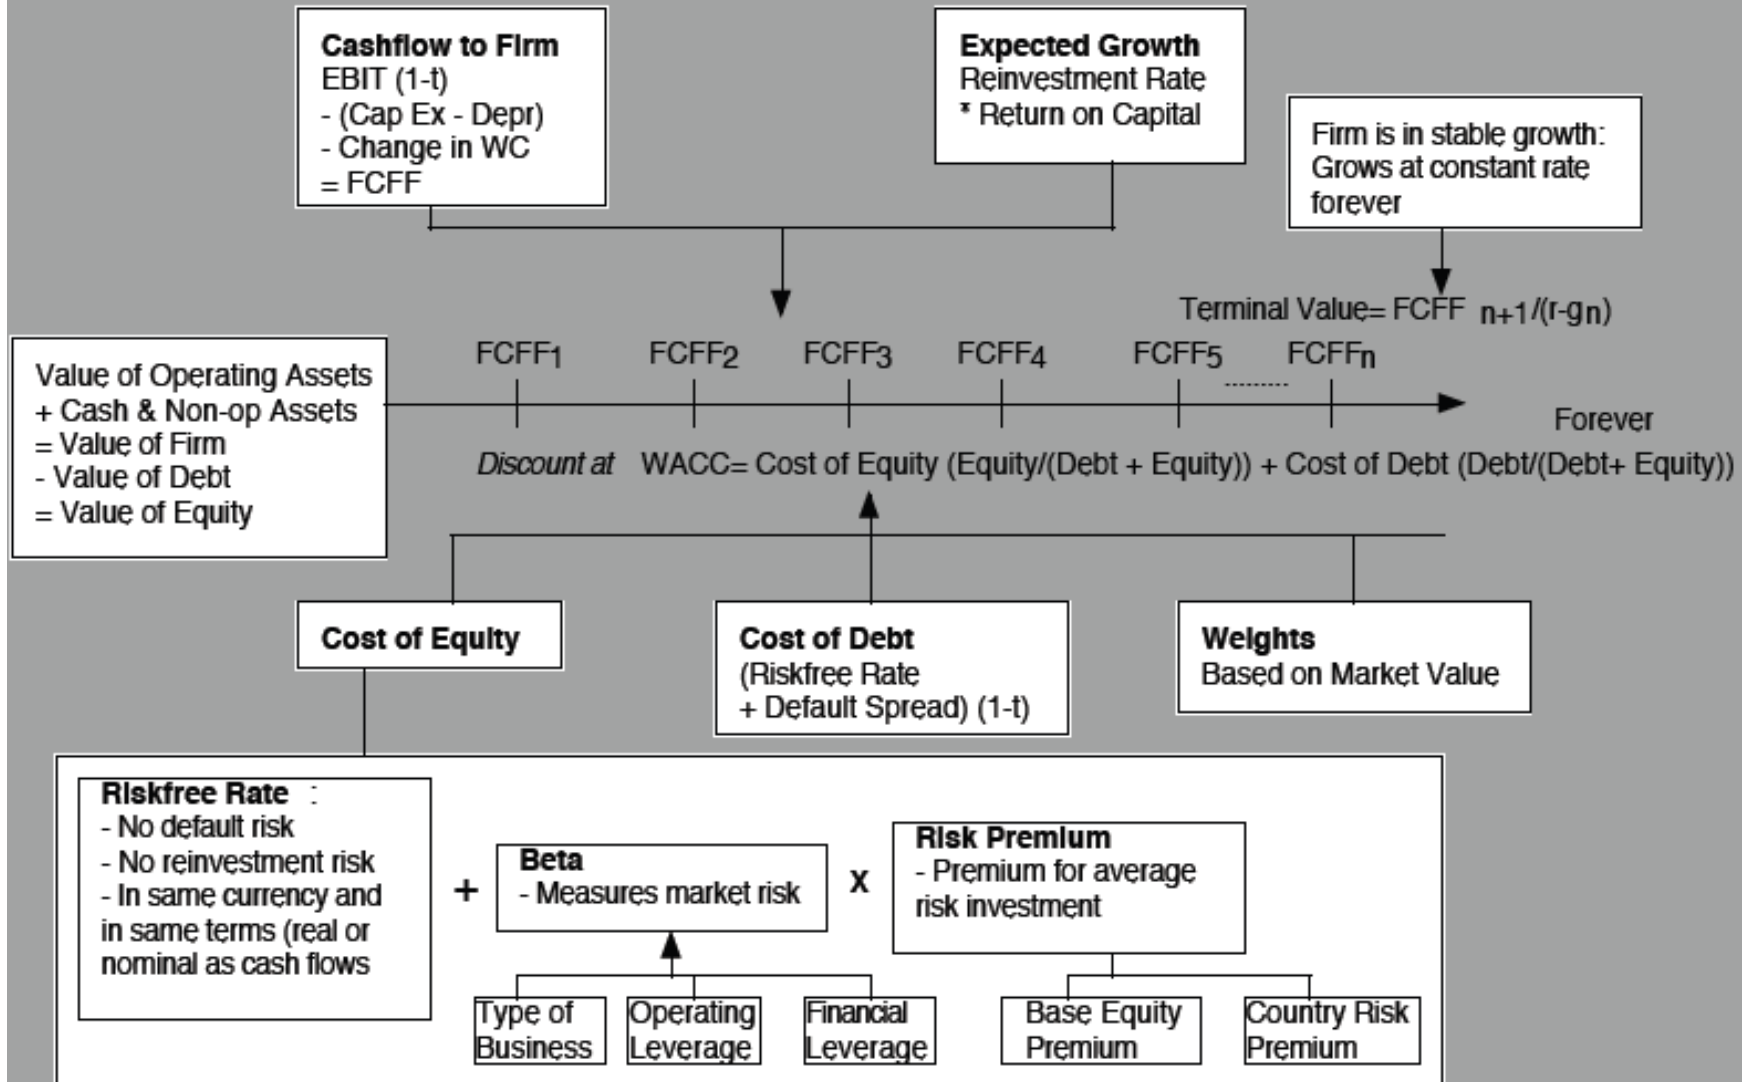 Cashflow to Firm
EBIT (1-t)
- (Cap Ex - Depr)
- Change in WC
= FCFF
Expected Growth
Reinvestment Rate
* Return on Capital
Firm is in stable growth:
Grows at constant rate
forever
Terminal Value= FCFF n+1/(r-gn)
FCFF1 FCFF2 FCFF3 FCFF4 FCFF5 ......... FCFFn
Forever
Value of Operating Assets
+ Cash & Non-op Assets
= Value of Firm
- Value of Debt
= Value of Equity
Discount at WACC= Cost of Equity (Equity/(Debt + Equity)) + Cost of Debt (Debt/(Debt+ Equity))
Cost of Equity
Cost of Debt
(Riskfree Rate
+ Default Spread) (1-t)
Weights
Based on Market Value
Riskfree Rate :
- No default risk
- No reinvestment risk
- In same currency and
in same terms (real or
nominal as cash flows
+
Beta
- Measures market risk
X
Risk Premium
- Premium for average
risk investment
Type of
Business
Operating
Leverage
Financial
Leverage
Base Equity
Premium
Country Risk
Premium